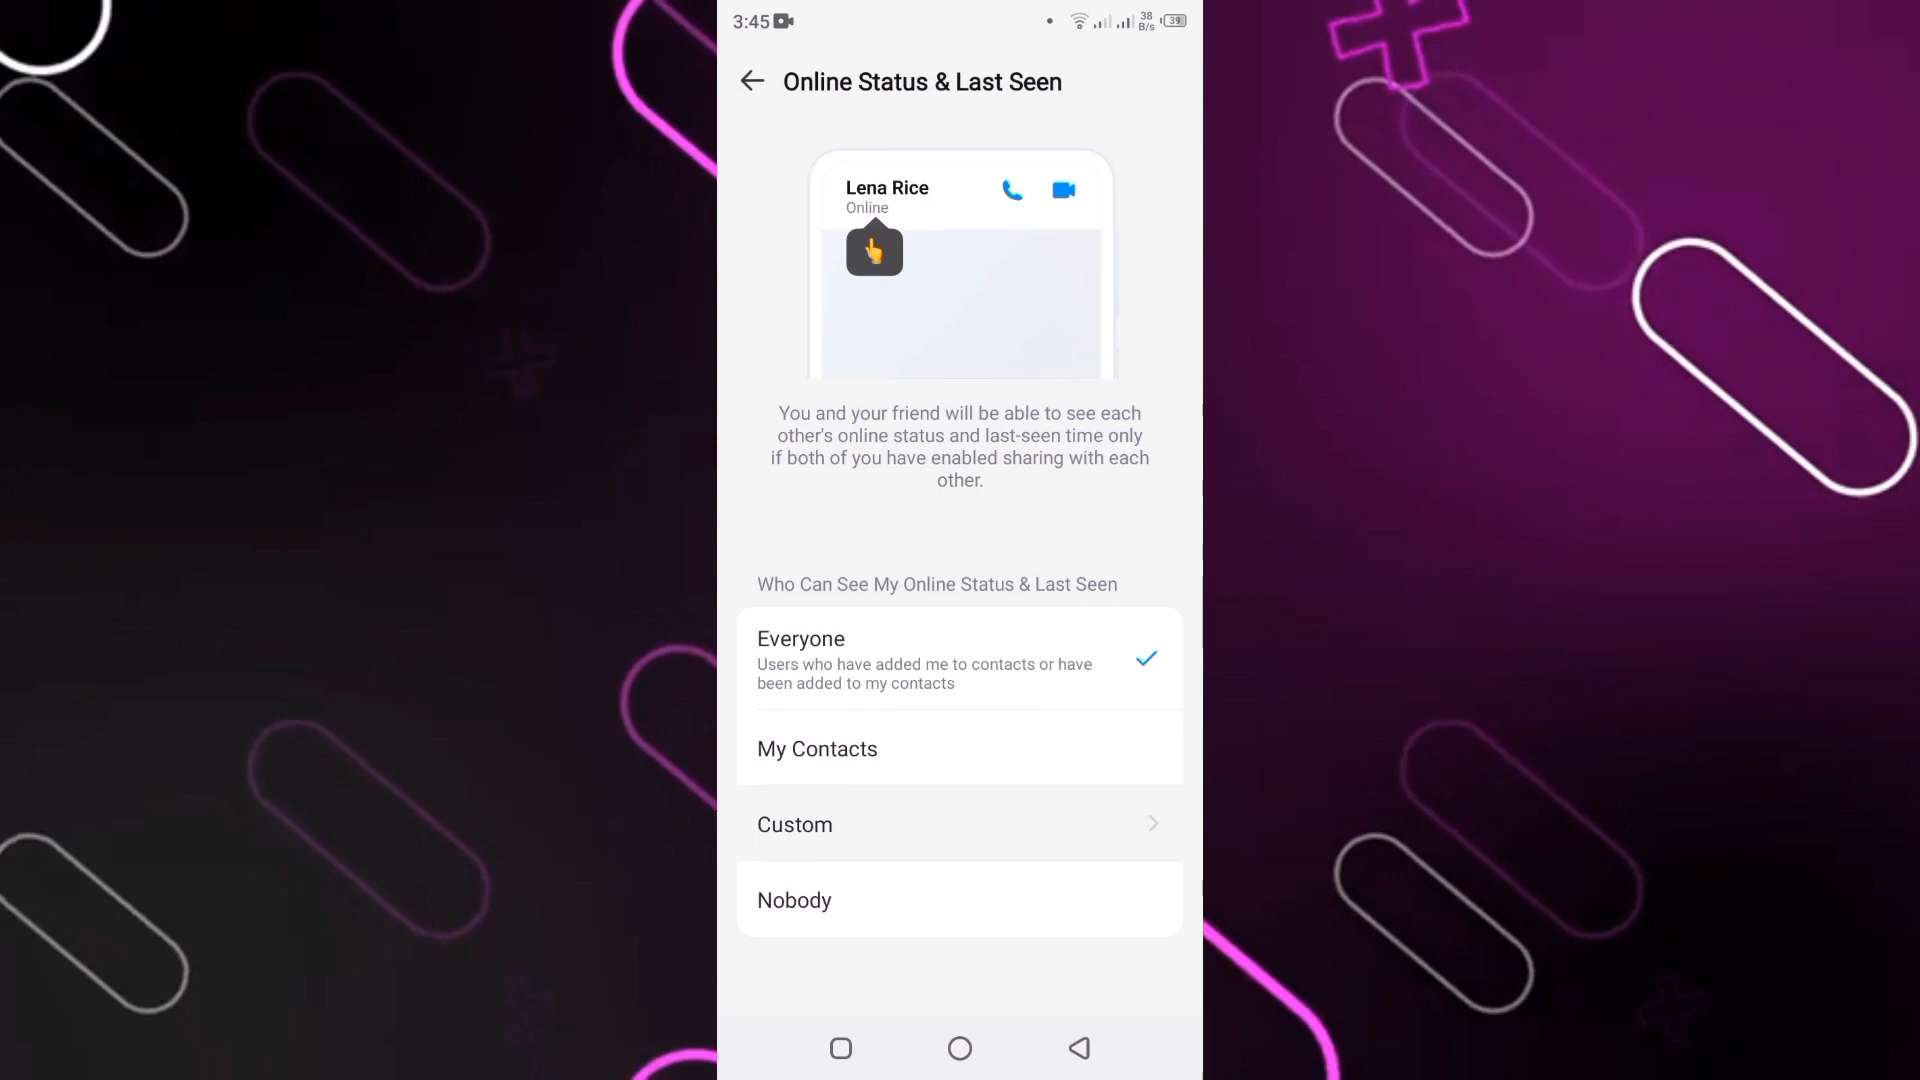 3:45
38
B/s
39
Online Status & Last Seen
Lena Rice
Online
You and your friend will be able to see each
other's online status and last-seen time only
if both of you have enabled sharing with each
other.
Who Can See My Online Status & Last Seen
Everyone
Users who have added me to contacts or have
been added to my contacts
My Contacts
Custom
Nobody